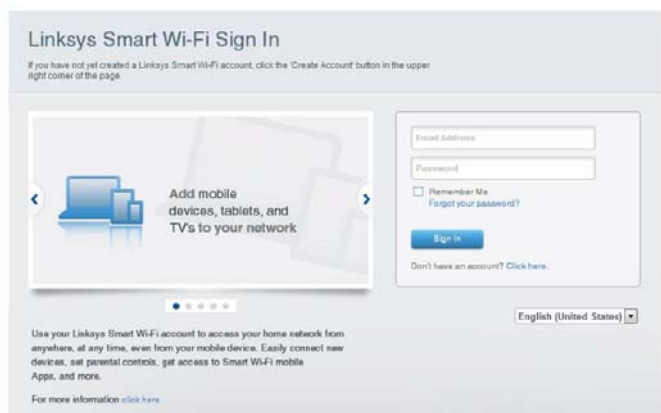 Linksys Smart Wi-Fi Sign In
If you have not yet created a Linksys Smart Wi-Fi account, click the 'Create Account' button in the upper
right corner of the page.
Add mobile
devices, tablets, and
TV's to your network
Email Address
Password
Remember Me
Forgot your password?
Sign In
Don't have an account? Click here.
English (United States)
Use your Linksys Smart Wi-Fi account to access your home network from
anywhere, at any time, even from your mobile device. Easily connect new
devices, set parental controls, get access to Smart Wi-Fi mobile
Apps, and more.
For more information click here